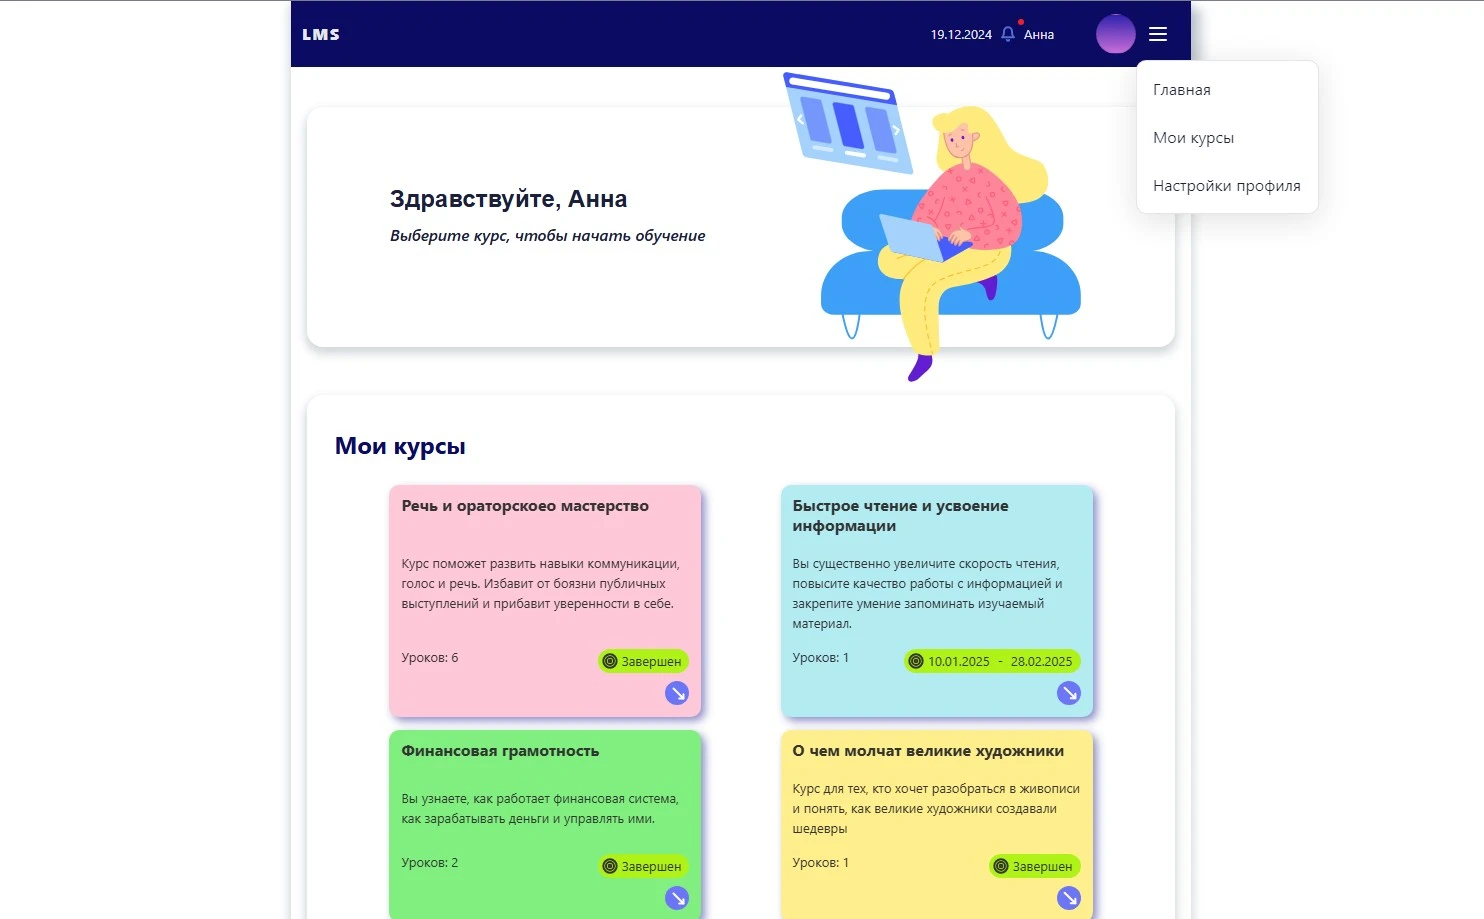 LMS
19.12.2024 Анна
Главная
Мои курсы
Настройки профиля
Здравствуйте, Анна
Выберите курс, чтобы начать обучение
Мои курсы
Речь и ораторскоео мастерство
Курс поможет развить навыки коммуникации,
голос и речь. Избавит от боязни публичных
выступлений и прибавит уверенности в себе.
Уроков: 6
Завершен
Быстрое чтение и усвоение
информации
Вы существенно увеличите скорость чтения,
повысите качество работы с информацией и
закрепите умение запоминать изучаемый
материал.
Уроков: 1
10.01.2025 - 28.02.2025
Финансовая грамотность
Вы узнаете, как работает финансовая система,
как зарабатывать деньги и управлять ими.
Уроков: 2
Завершен
О чем молчат великие художники
Курс для тех, кто хочет разобраться в живописи
и понять, как великие художники создавали
шедевры
Уроков: 1
Завершен